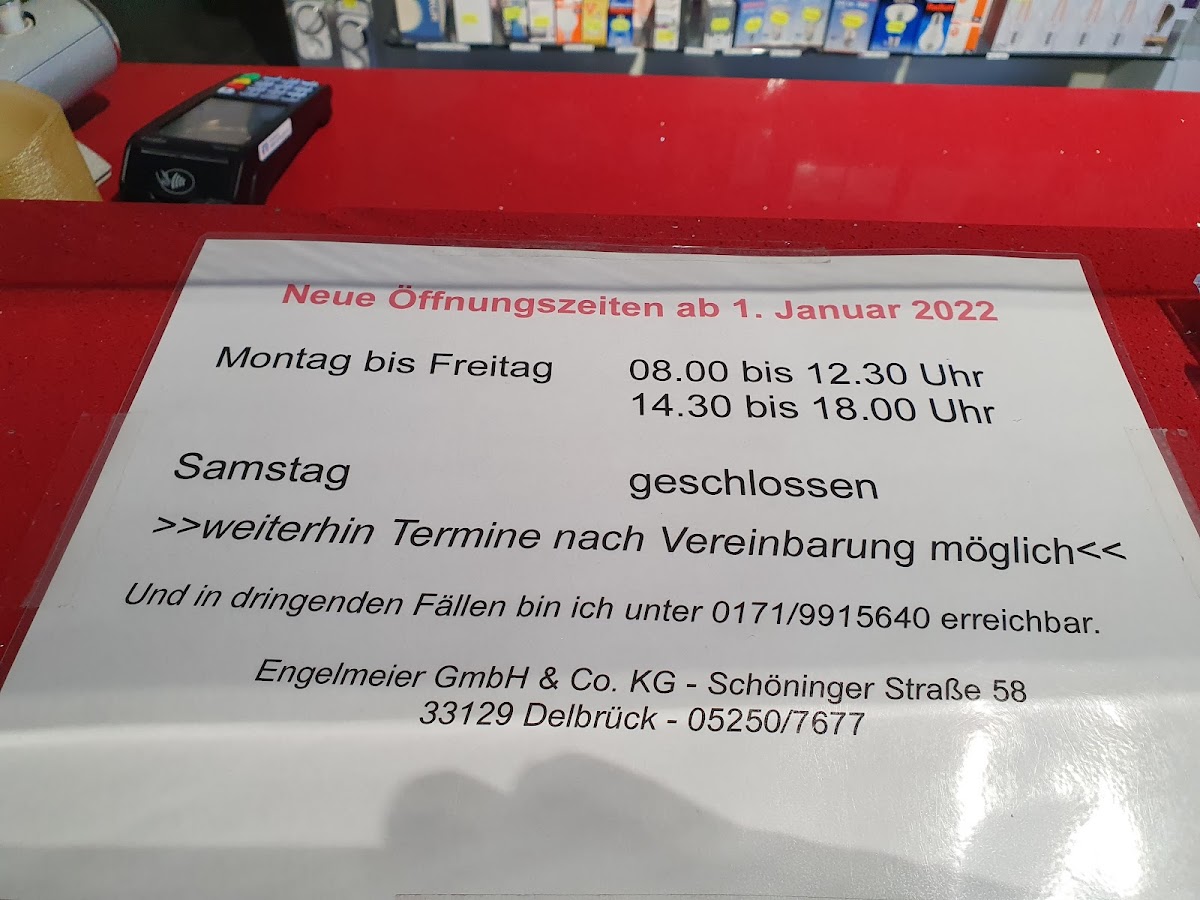 Neue Öffnungszeiten ab 1. Januar 2022
Montag bis Freitag 08.00 bis 12.30 Uhr
14.30 bis 18.00 Uhr
Samstag geschlossen
>>weiterhin Termine nach Vereinbarung möglich<<
Und in dringenden Fällen bin ich unter 0171/9915640 erreichbar.
Engelmeier GmbH & Co. KG - Schöninger Straße 58
33129 Delbrück - 05250/7677